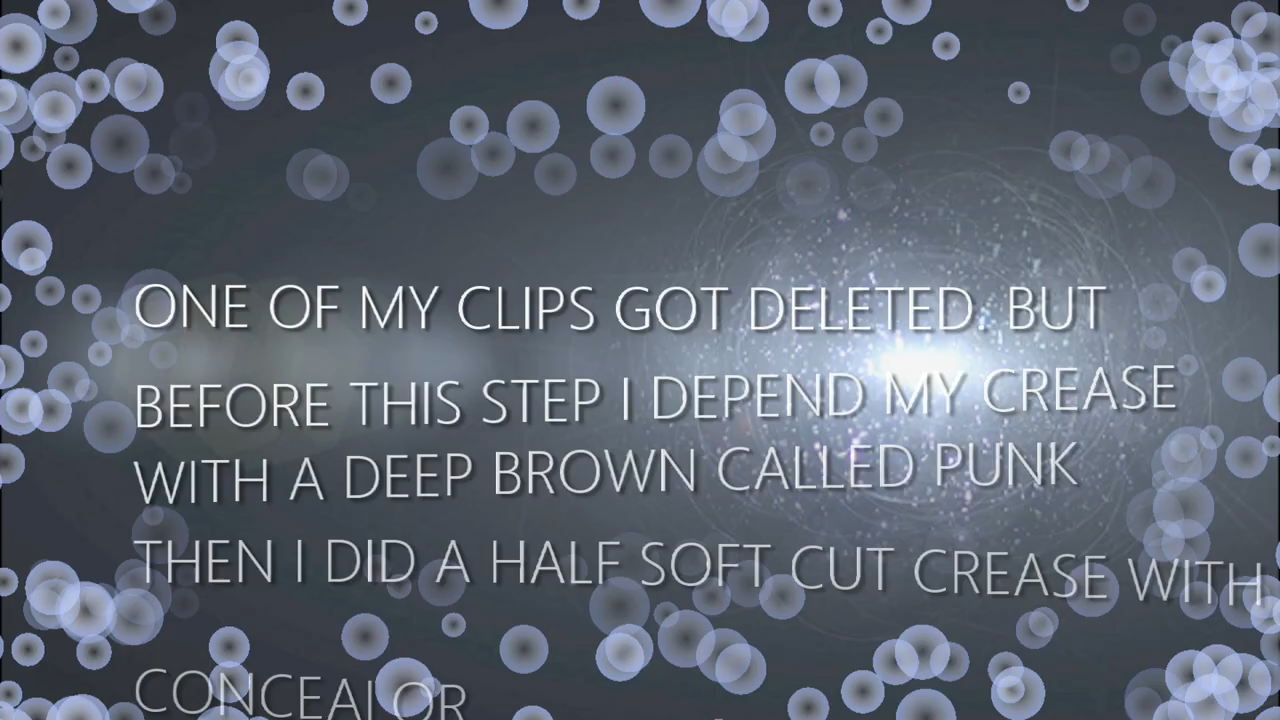 ONE OF MY CLIPS GOT DELETED. BUT
BEFORE THIS STEP I DEPEND MY CREASE
WITH A DEEP BROWN CALLED PUNK
THEN I DID A HALF SOFT CUT CREASE WITH
CONCEALOR